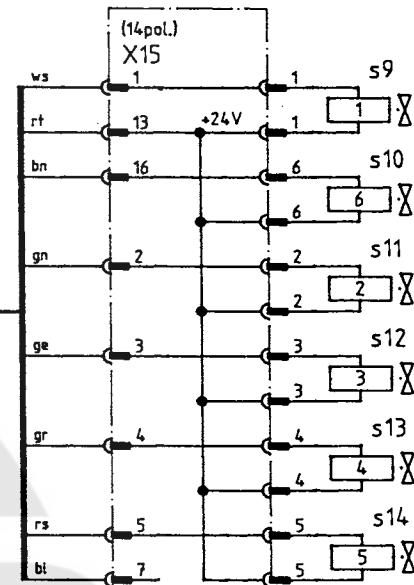 (14pol.)
X15
ws 1 1 s9
1
rt 13 +24V 1
bn 16 6 s10
6
6
gn 2 2 s11
2
2
ge 3 3 s12
3
3
gr 4 4 s13
4
4
rs 5 5 s14
5
bl 7 5